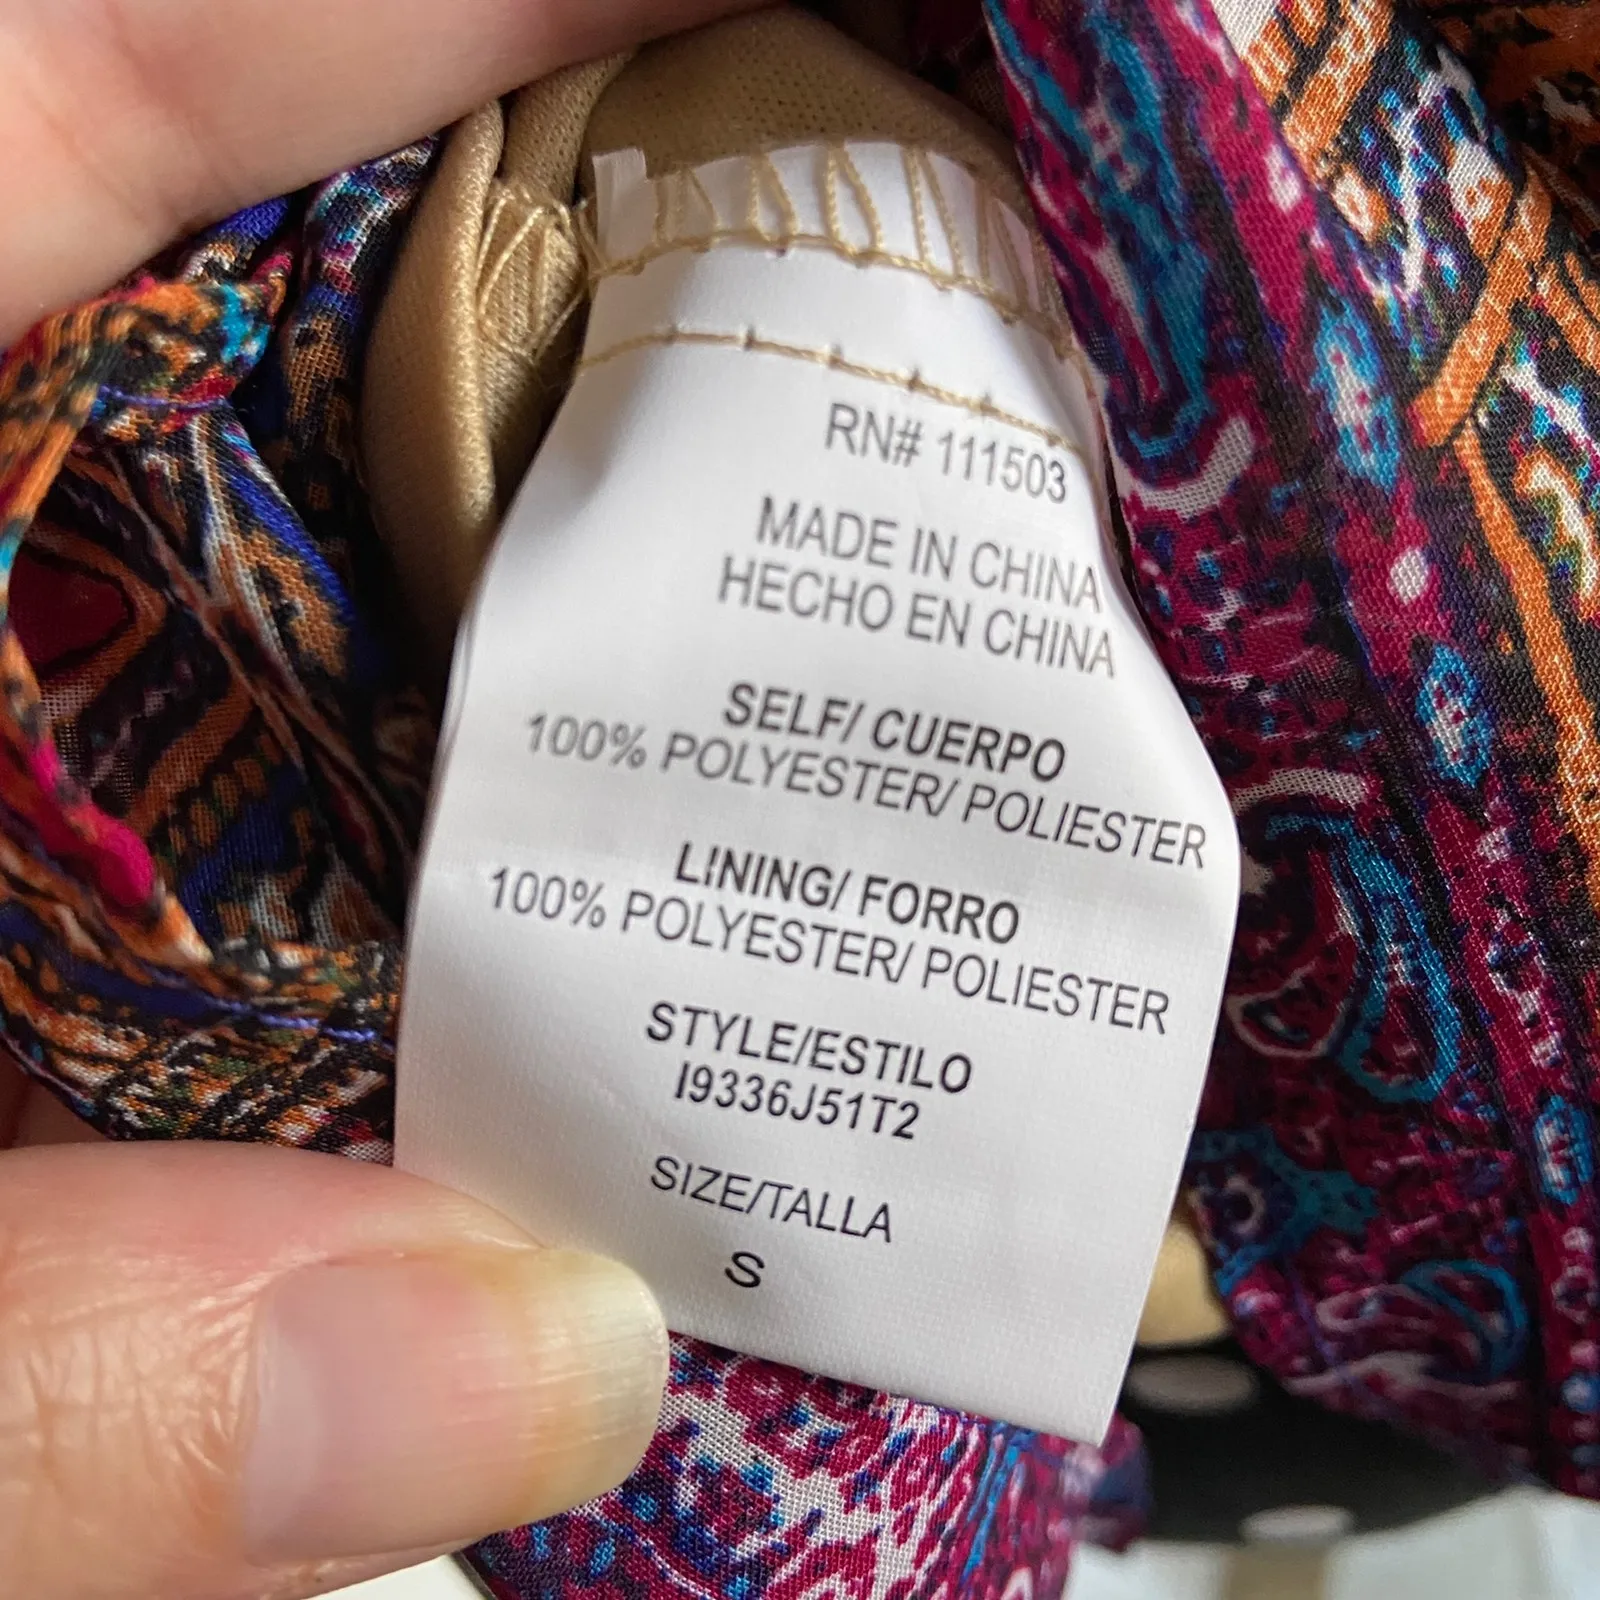 RN# 111503
MADE IN CHINA
HECHO EN CHINA
SELF/ CUERPO
100% POLYESTER/ POLIESTER
LINING/ FORRO
100% POLYESTER/ POLIESTER
STYLE/ESTILO
I9336J51T2
SIZE/TALLA
S